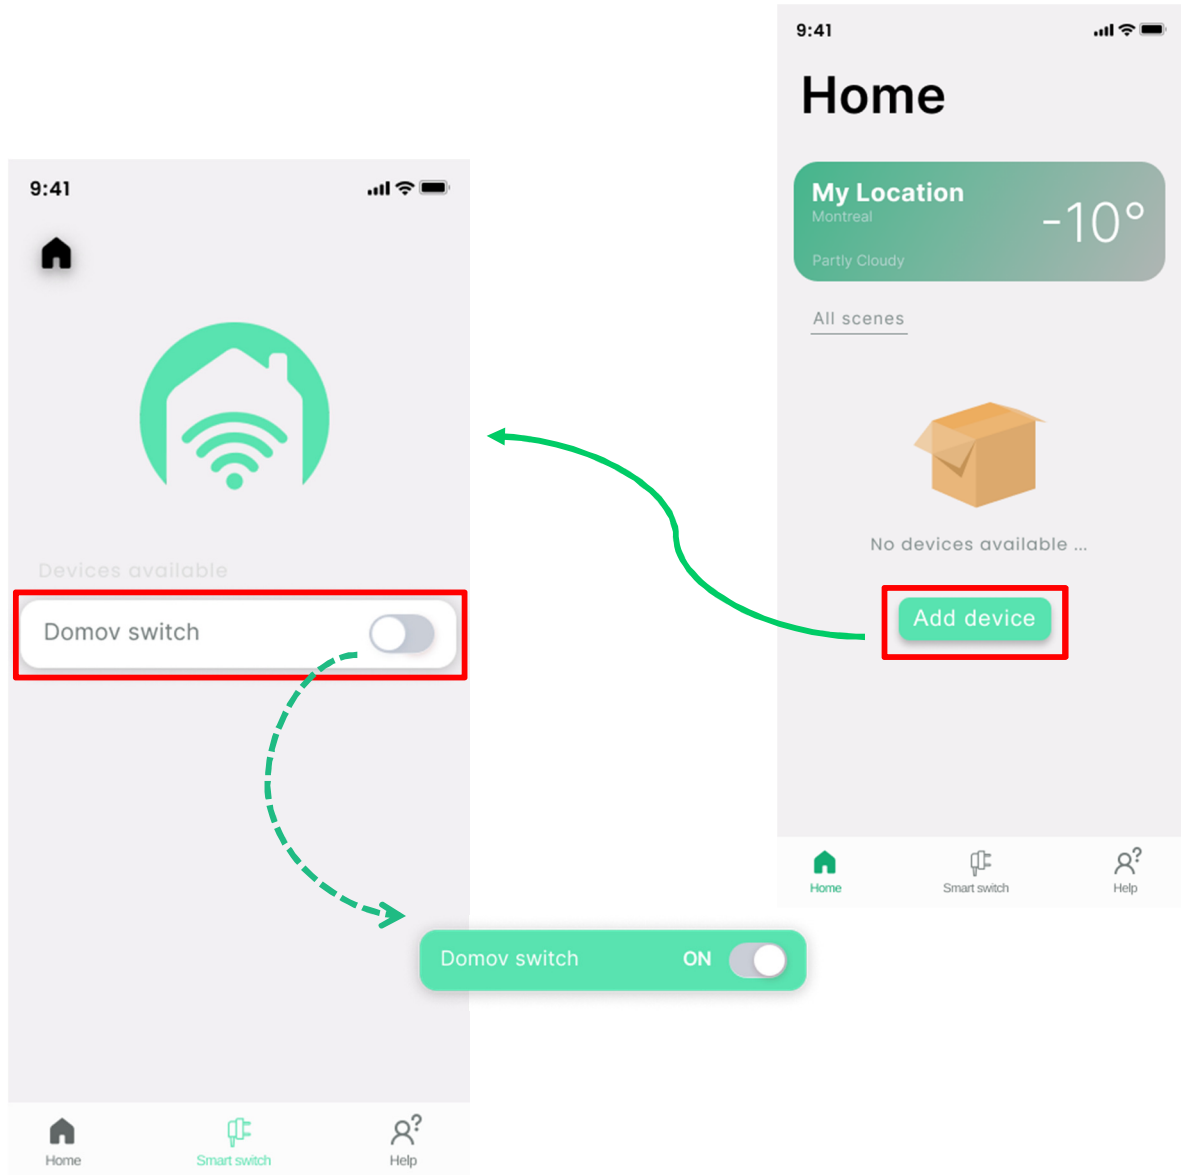 9:41
Home
My Location
Montreal
-10°
Partly Cloudy
All scenes
No devices available ...
Add device
Home
Smart switch
Help
9:41
Devices available
Domov switch
Domov switch ON
Home
Smart switch
Help